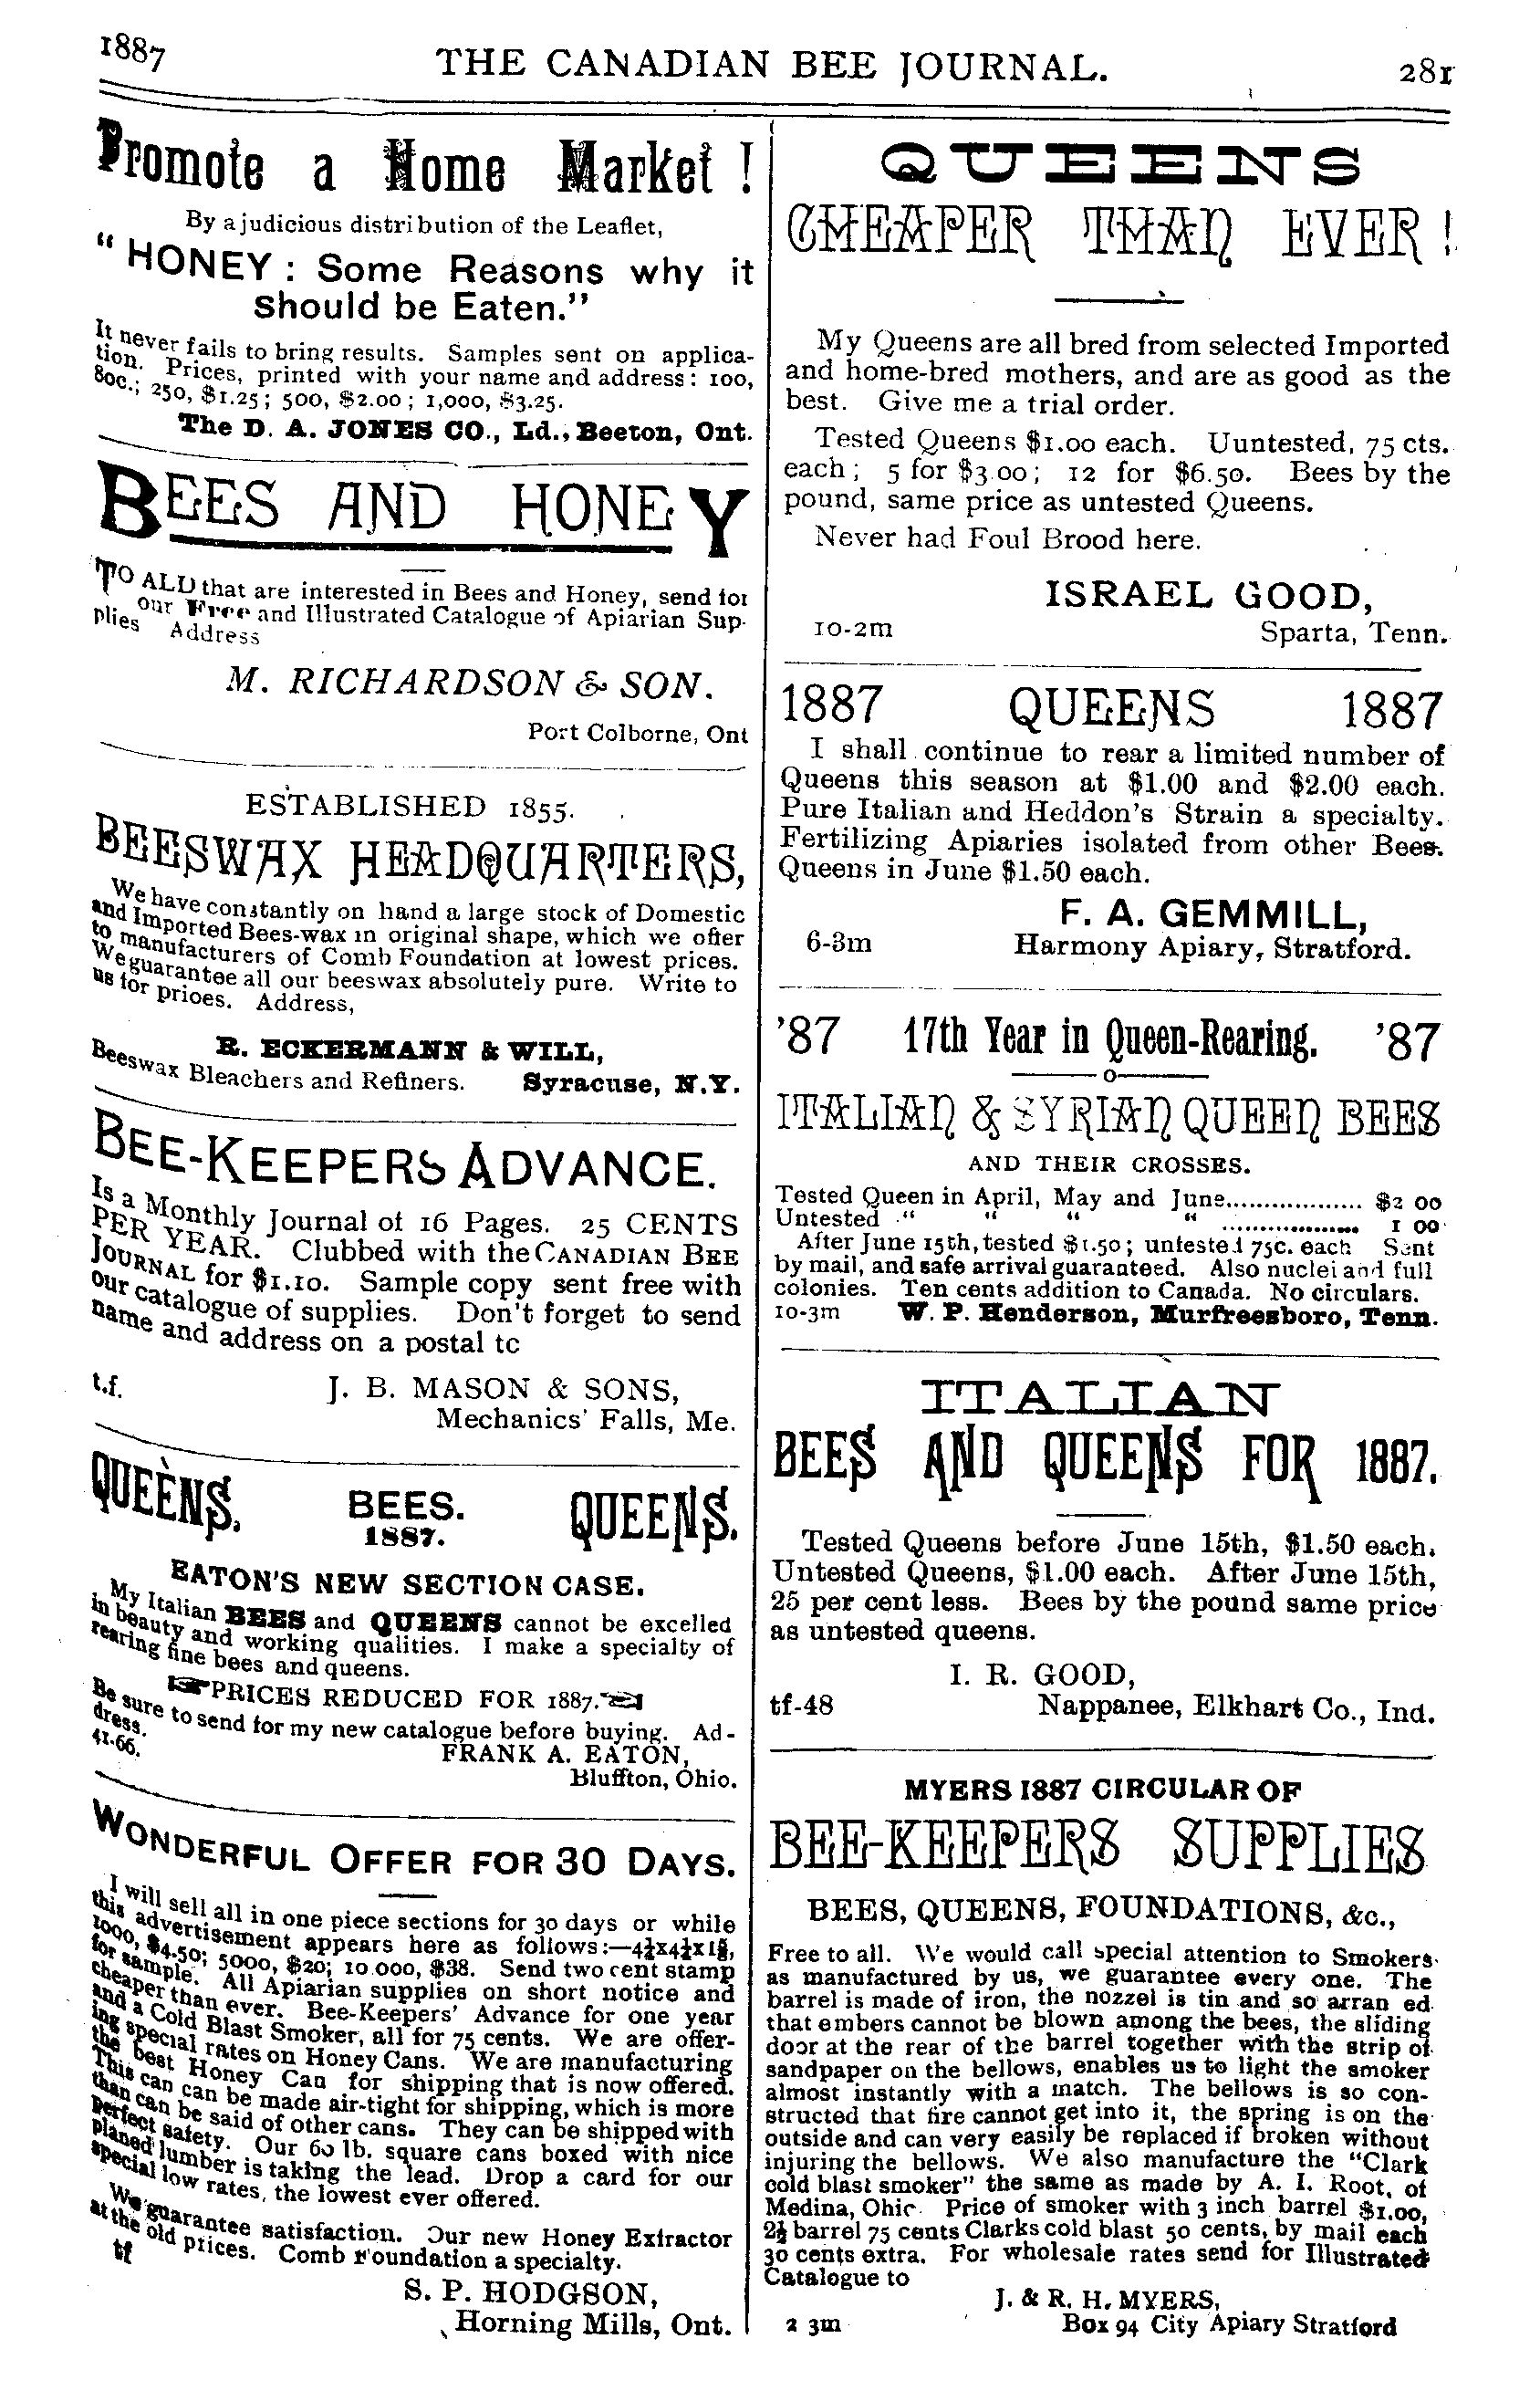 1887 THE CANADIAN BEE JOURNAL. 281
Promote a Home Market !
By a judicious distribution of the Leaflet,
“ HONEY : Some Reasons why it
should be Eaten.”
It never fails to bring results. Samples sent on applica-
tion. Prices, printed with your name and address: 100,
80c.; 250, $1.25; 500, $2.00; 1,000, $3.25.
The D. A. JONES CO., Ld., Beeton, Ont.
BEES AND HONEY
TO ALL that are interested in Bees and Honey, send for
our Free and Illustrated Catalogue of Apiarian Sup-
plies Address
M. RICHARDSON & SON.
Port Colborne, Ont
ESTABLISHED 1855.
BEESWAX HEADQUARTERS,
We have constantly on hand a large stock of Domestic
and Imported Bees-wax in original shape, which we offer
to manufacturers of Comb Foundation at lowest prices.
We guarantee all our beeswax absolutely pure. Write to
us for prices. Address,
R. ECKERMANN & WILL,
Beeswax Bleachers and Refiners. Syracuse, N.Y.
BEE-KEEPERS ADVANCE.
Is a Monthly Journal of 16 Pages. 25 CENTS
PER YEAR. Clubbed with the CANADIAN BEE
JOURNAL for $1.10. Sample copy sent free with
our catalogue of supplies. Don't forget to send
name and address on a postal to
t.f. J. B. MASON & SONS,
Mechanics' Falls, Me.
QUEENS. BEES. QUEENS.
1887.
EATON'S NEW SECTION CASE.
My Italian BEES and QUEENS cannot be excelled
in beauty and working qualities. I make a specialty of
rearing fine bees and queens.
PRICES REDUCED FOR 1887.
Be sure to send for my new catalogue before buying. Ad-
dress.
41-66. FRANK A. EATON,
Bluffton, Ohio.
WONDERFUL OFFER FOR 30 DAYS.
I will sell all in one piece sections for 30 days or while
this advertisement appears here as follows:—4¼x4¼x1⅝,
1000, $4.50; 5000, $20; 10.000, $38. Send two cent stamp
for sample. All Apiarian supplies on short notice and
cheaper than ever. Bee-Keepers' Advance for one year
and a Cold Blast Smoker, all for 75 cents. We are offer-
ing special rates on Honey Cans. We are manufacturing
the best Honey Can for shipping that is now offered.
This can can be made air-tight for shipping, which is more
than can be said of other cans. They can be shipped with
perfect safety. Our 60 lb. square cans boxed with nice
planed lumber is taking the lead. Drop a card for our
special low rates, the lowest ever offered.
We guarantee satisfaction. Our new Honey Extractor
at the old prices. Comb Foundation a specialty.
tf
S. P. HODGSON,
Horning Mills, Ont.
QUEENS
CHEAPER THAN EVER !
My Queens are all bred from selected Imported
and home-bred mothers, and are as good as the
best. Give me a trial order.
Tested Queens $1.00 each. Uuntested, 75 cts.
each; 5 for $3.00; 12 for $6.50. Bees by the
pound, same price as untested Queens.
Never had Foul Brood here.
ISRAEL GOOD,
10-2m Sparta, Tenn.
1887 QUEENS 1887
I shall continue to rear a limited number of
Queens this season at $1.00 and $2.00 each.
Pure Italian and Heddon's Strain a specialty.
Fertilizing Apiaries isolated from other Bees.
Queens in June $1.50 each.
F. A. GEMMILL,
6-3m Harmony Apiary, Stratford.
’87 17th Year in Queen-Rearing. ’87
ITALIAN & SYRIAN QUEEN BEES
AND THEIR CROSSES.
Tested Queen in April, May and June................. $2 00
Untested “ “ “ “ ................. 1 00
After June 15th, tested $1.50; untested 75c. each Sent
by mail, and safe arrival guaranteed. Also nuclei and full
colonies. Ten cents addition to Canada. No circulars.
10-3m W. P. Henderson, Murfreesboro, Tenn.
ITALIAN
BEES AND QUEENS FOR 1887.
Tested Queens before June 15th, $1.50 each.
Untested Queens, $1.00 each. After June 15th,
25 per cent less. Bees by the pound same price
as untested queens.
I. R. GOOD,
tf-48 Nappanee, Elkhart Co., Ind.
MYERS 1887 CIRCULAR OF
BEE-KEEPERS SUPPLIES
BEES, QUEENS, FOUNDATIONS, &c.,
Free to all. We would call special attention to Smokers
as manufactured by us, we guarantee every one. The
barrel is made of iron, the nozzel is tin and so arran ed
that embers cannot be blown among the bees, the sliding
door at the rear of the barrel together with the strip of
sandpaper on the bellows, enables us to light the smoker
almost instantly with a match. The bellows is so con-
structed that fire cannot get into it, the spring is on the
outside and can very easily be replaced if broken without
injuring the bellows. We also manufacture the “Clark
cold blast smoker” the same as made by A. I. Root, of
Medina, Ohio. Price of smoker with 3 inch barrel $1.00,
2½ barrel 75 cents Clarks cold blast 50 cents, by mail each
30 cents extra. For wholesale rates send for Illustrated
Catalogue to
J. & R. H. MYERS,
2 3m Box 94 City Apiary Stratford